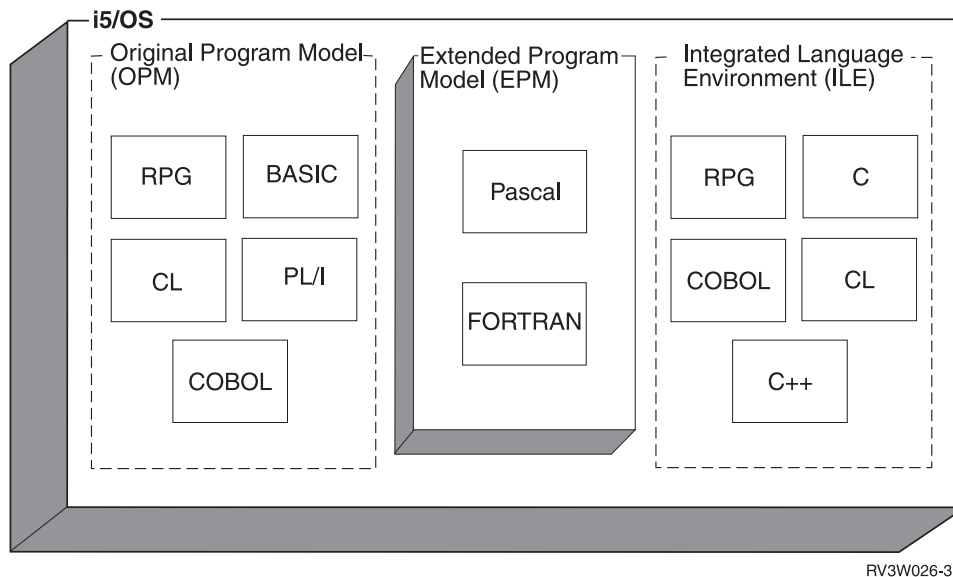 i5/OS
Original Program Model
(OPM)
RPG
BASIC
CL
PL/I
COBOL
Extended Program
Model (EPM)
Pascal
FORTRAN
Integrated Language
Environment (ILE)
RPG
C
COBOL
CL
C++
RV3W026-3